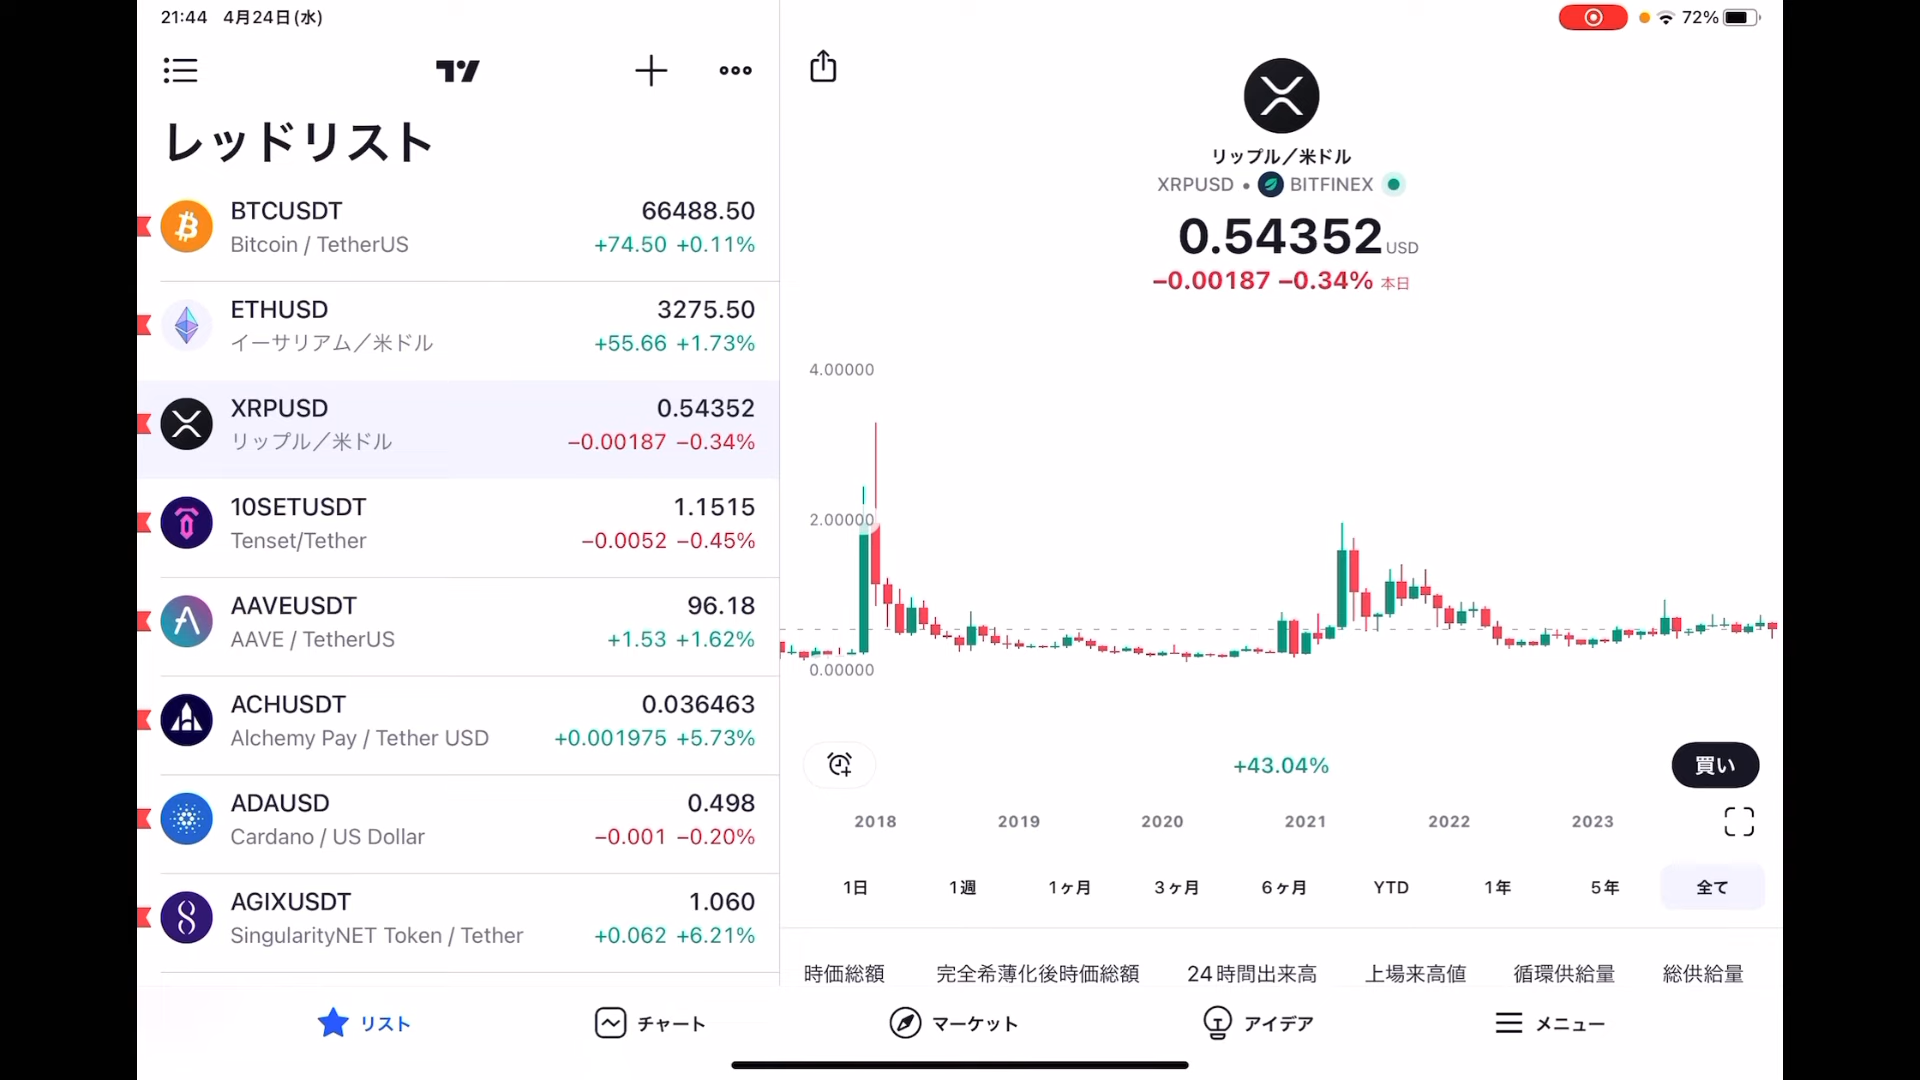 21:44 4月24日(水)
72%
レッドリスト
BTCUSDT 66488.50
Bitcoin / TetherUS +74.50 +0.11%
ETHUSD 3275.50
イーサリアム／米ドル +55.66 +1.73%
XRPUSD 0.54352
リップル／米ドル −0.00187 −0.34%
10SETUSDT 1.1515
Tenset/Tether −0.0052 −0.45%
AAVEUSDT 96.18
AAVE / TetherUS +1.53 +1.62%
ACHUSDT 0.036463
Alchemy Pay / Tether USD +0.001975 +5.73%
ADAUSD 0.498
Cardano / US Dollar −0.001 −0.20%
AGIXUSDT 1.060
SingularityNET Token / Tether +0.062 +6.21%
リップル／米ドル
XRPUSD • BITFINEX
0.54352 USD
−0.00187 −0.34% 本日
4.00000
2.00000
0.00000
+43.04%
買い
2018 2019 2020 2021 2022 2023
1日 1週 1ヶ月 3ヶ月 6ヶ月 YTD 1年 5年 全て
時価総額 完全希薄化後時価総額 24時間出来高 上場来高値 循環供給量 総供給量
リスト チャート マーケット アイデア メニュー